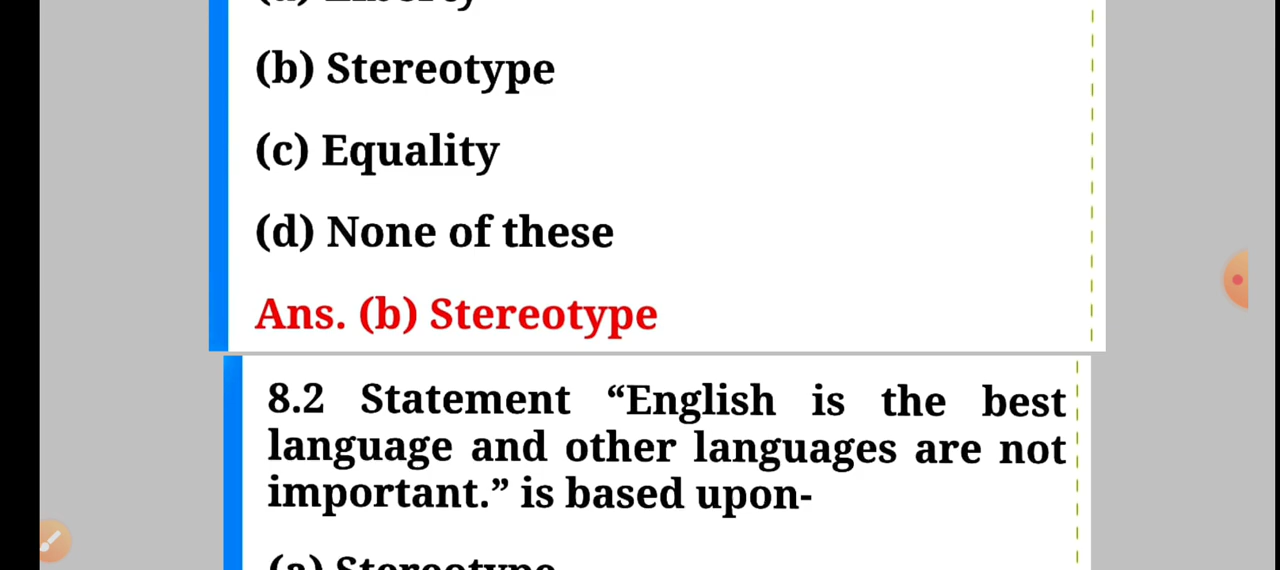 (b) Stereotype
(c) Equality
(d) None of these
Ans. (b) Stereotype
8.2 Statement “English is the best
language and other languages are not
important.” is based upon-
(a) Stereotype